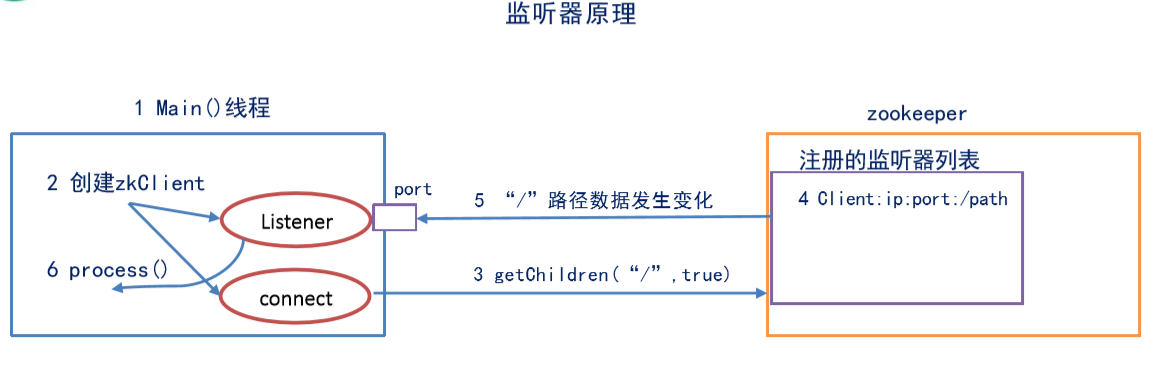 监听器原理
1 Main()线程
zookeeper
注册的监听器列表
2 创建zkClient
port
4 Client:ip:port:/path
5 “/”路径数据发生变化
Listener
6 process()
3 getChildren(“/”,true)
connect